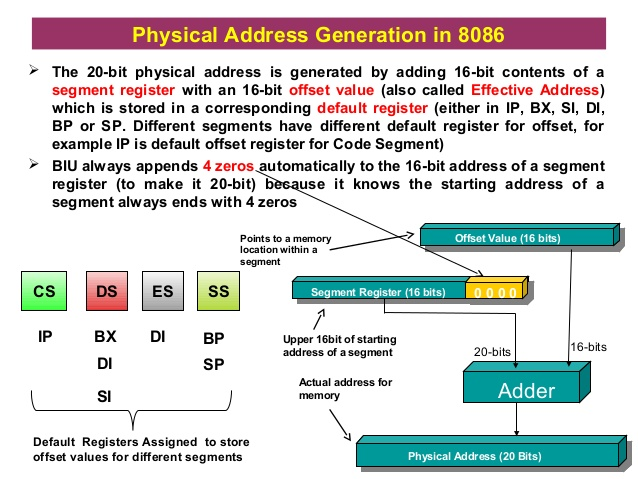 Physical Address Generation in 8086
The 20-bit physical address is generated by adding 16-bit contents of a
segment register with an 16-bit offset value (also called Effective Address)
which is stored in a corresponding default register (either in IP, BX, SI, DI,
BP or SP. Different segments have different default register for offset, for
example IP is default offset register for Code Segment)
BIU always appends 4 zeros automatically to the 16-bit address of a segment
register (to make it 20-bit) because it knows the starting address of a
segment always ends with 4 zeros
Points to a memory
location within a
segment
Offset Value (16 bits)
CS
DS
ES
SS
Segment Register (16 bits)
0 0 0 0
IP
BX
DI
BP
DI
SP
SI
Upper 16bit of starting
address of a segment
20-bits
16-bits
Actual address for
memory
Adder
Default Registers Assigned to store
offset values for different segments
Physical Address (20 Bits)